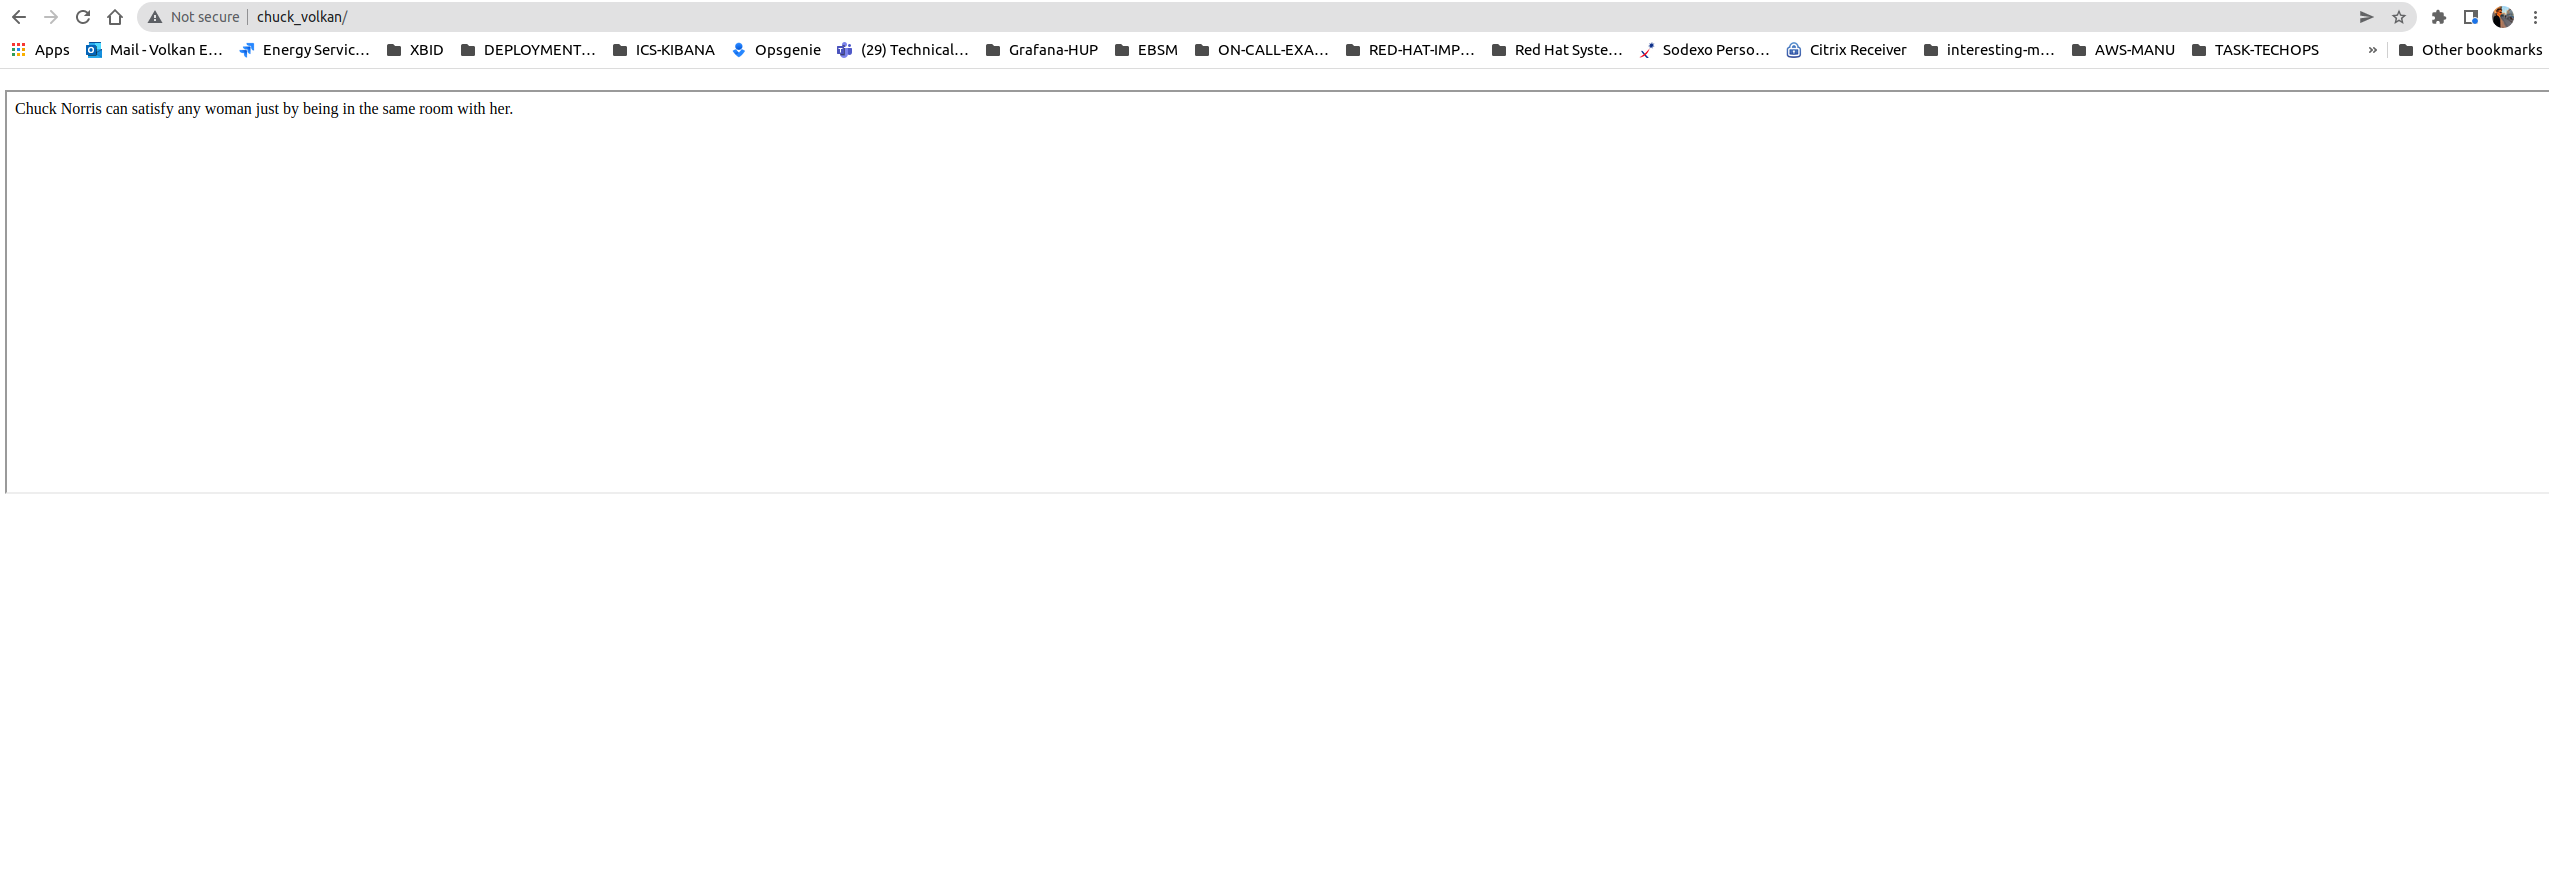 Not secure | chuck_volkan/
Apps Mail - Volkan E... Energy Servic... XBID DEPLOYMENT... ICS-KIBANA Opsgenie (29) Technical... Grafana-HUP EBSM ON-CALL-EXA... RED-HAT-IMP... Red Hat Syste... Sodexo Perso... Citrix Receiver interesting-m... AWS-MANU TASK-TECHOPS » Other bookmarks
Chuck Norris can satisfy any woman just by being in the same room with her.